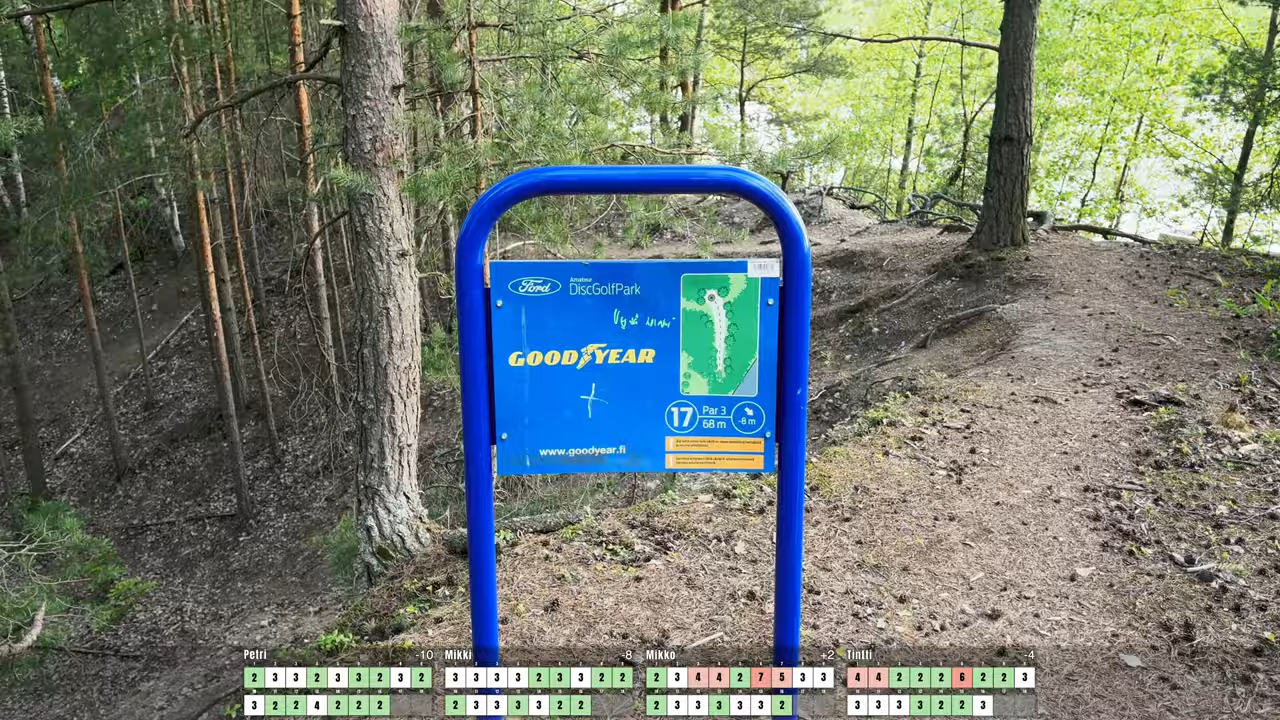 Ford
Amateur
DiscGolfPark
GOODYEAR
17
Par 3
68 m
-8 m
www.goodyear.fi
Petri -10
2 3 3 2 3 3 2 3 2
3 2 2 4 2 2 2
Mikki -8
3 3 3 3 2 3 3 2 2
2 3 3 3 3 2 2
Mikko +2
2 3 4 4 2 7 5 3 3
2 3 3 3 3 3 2
Tintti -4
4 4 2 2 2 6 2 2 3
3 3 3 3 2 2 3